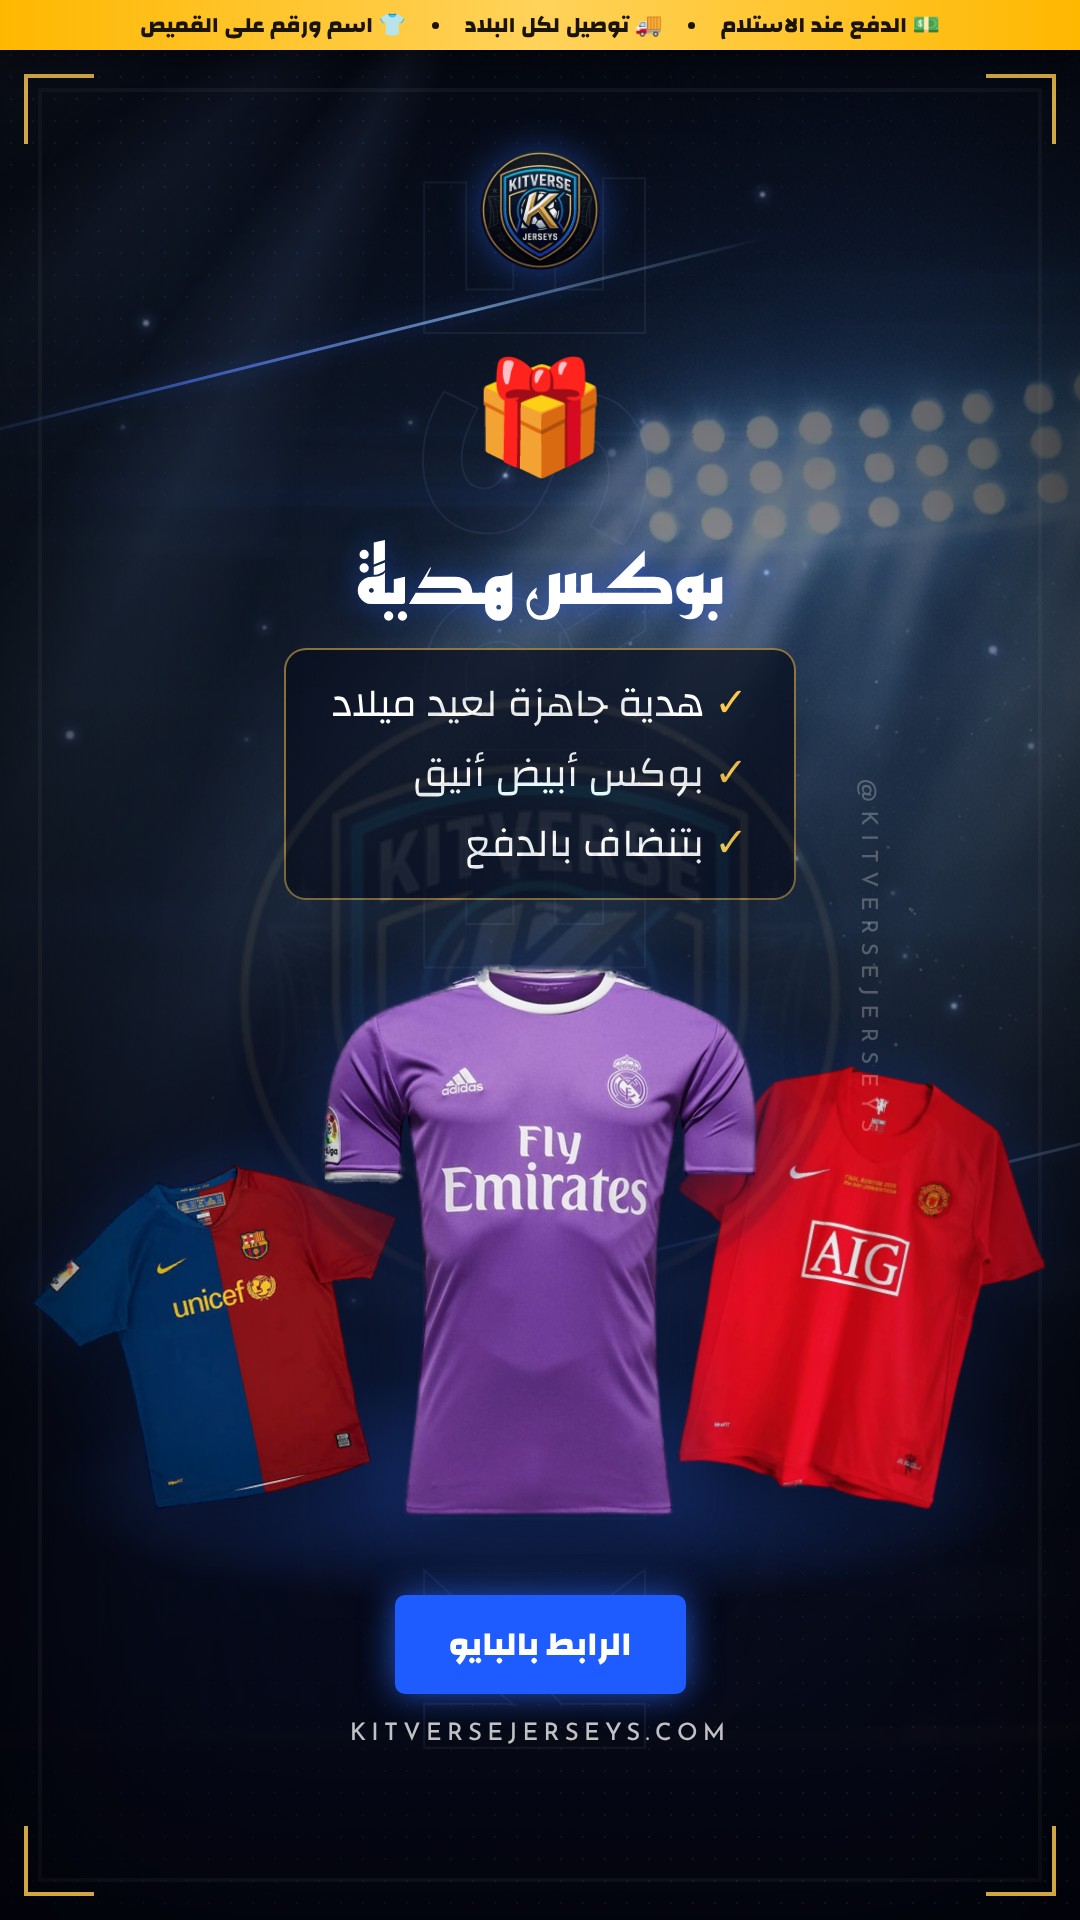 💵 الدفع عند الاستلام • 🚚 توصيل لكل البلاد • 👕 اسم ورقم على القميص
KITVERSE
K
JERSEYS
بوكس هدية
✓ هدية جاهزة لعيد ميلاد
✓ بوكس أبيض أنيق
✓ بتنضاف بالدفع
KITVERSE
@KITVERSEJERSEYS
adidas
Fly
Emirates
unicef
AIG
الرابط بالبايو
KITVERSEJERSEYS.COM